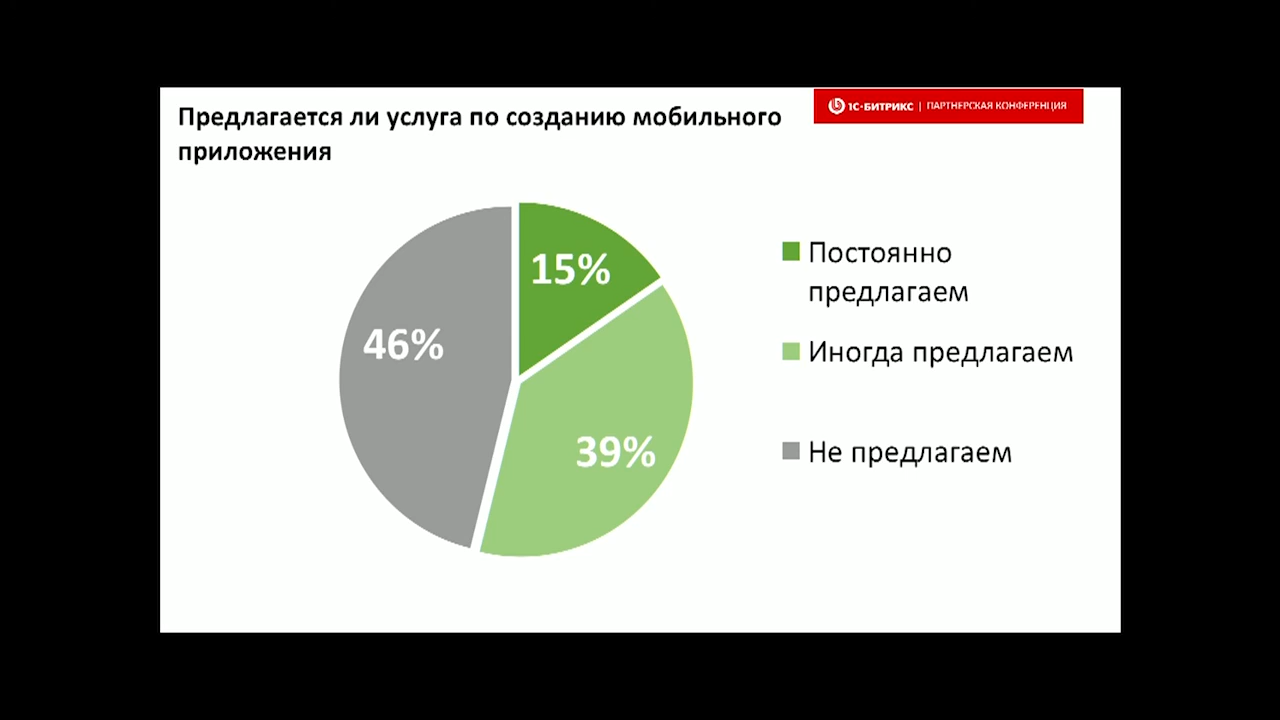 Предлагается ли услуга по созданию мобильного
приложения
1С-БИТРИКС | ПАРТНЕРСКАЯ КОНФЕРЕНЦИЯ
15%
46%
39%
Постоянно
предлагаем
Иногда предлагаем
Не предлагаем